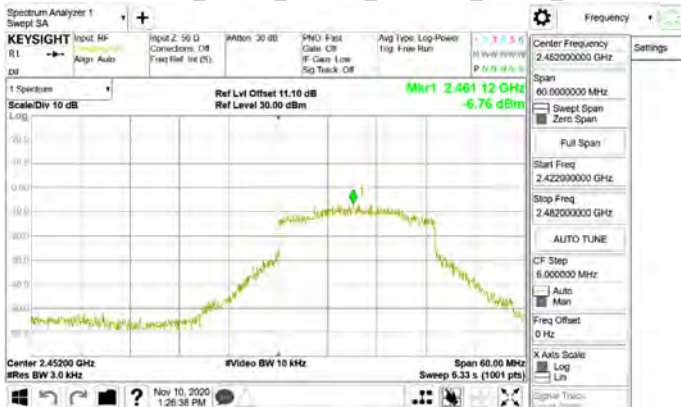 Spectrum Analyzer 1
Swept SA
+
KEYSIGHT
Input: RF
Align: Auto
Input Z: 50 Ω
Corrections: Off
Freq Ref: Int (S)
#Atten: 30 dB
PNO: Fast
Gate: Off
IF Gain: Low
Sig Track: Off
Avg Type: Log-Power
Trig: Free Run
1 Spectrum
Scale/Div 10 dB
Ref Lvl Offset 11.10 dB
Ref Level 30.00 dBm
Mkr1 2.461 12 GHz
-6.76 dBm
Log
1
Center 2.45200 GHz
#Res BW 3.0 kHz
#Video BW 10 kHz
Span 60.00 MHz
Sweep 6.33 s (1001 pts)
?
Nov 10, 2020
1:26:38 PM
Frequency
Settings
Center Frequency
2.452000000 GHz
Span
60.0000000 MHz
Swept Span
Zero Span
Full Span
Start Freq
2.422000000 GHz
Stop Freq
2.482000000 GHz
AUTO TUNE
CF Step
6.000000 MHz
Auto
Man
Freq Offset
0 Hz
X Axis Scale
Log
Lin